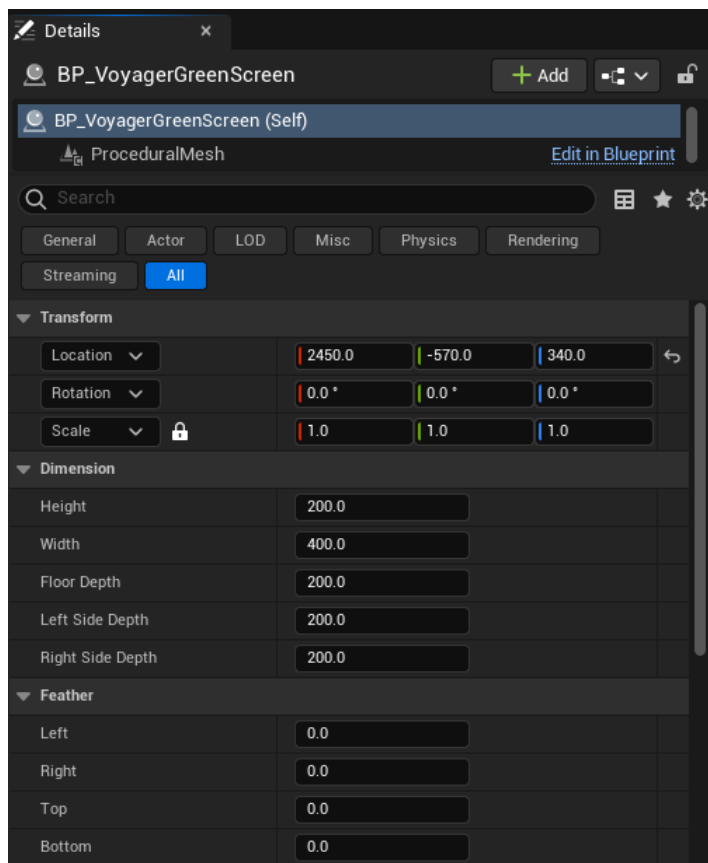 Details
BP_VoyagerGreenScreen + Add
BP_VoyagerGreenScreen (Self)
ProceduralMesh Edit in Blueprint
Search
General Actor LOD Misc Physics Rendering
Streaming All
Transform
Location 2450.0 -570.0 340.0
Rotation 0.0 ° 0.0 ° 0.0 °
Scale 1.0 1.0 1.0
Dimension
Height 200.0
Width 400.0
Floor Depth 200.0
Left Side Depth 200.0
Right Side Depth 200.0
Feather
Left 0.0
Right 0.0
Top 0.0
Bottom 0.0